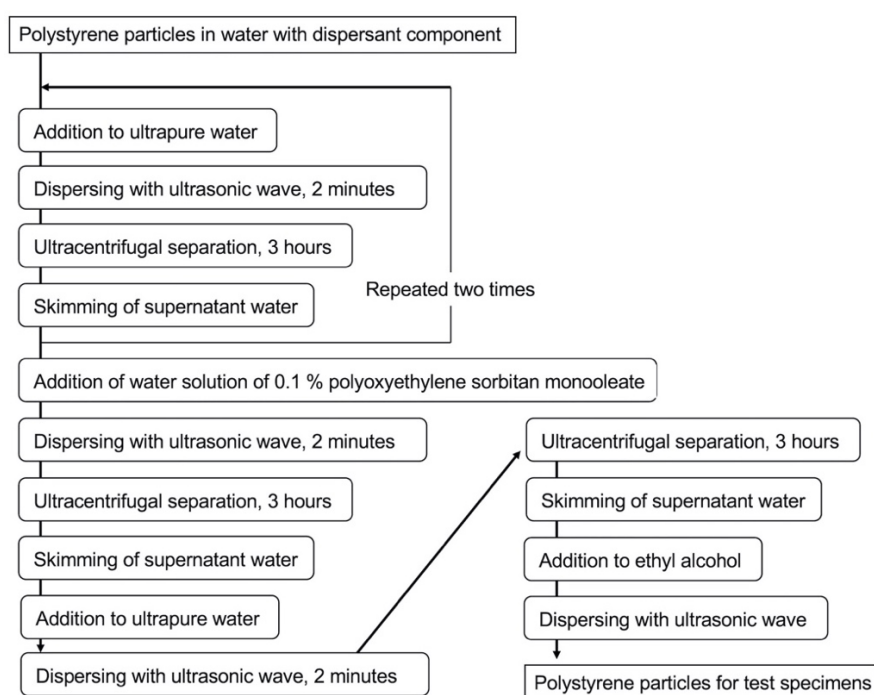 Polystyrene particles in water with dispersant component
Addition to ultrapure water
Dispersing with ultrasonic wave, 2 minutes
Ultracentrifugal separation, 3 hours
Skimming of supernatant water
Repeated two times
Addition of water solution of 0.1 % polyoxyethylene sorbitan monooleate
Dispersing with ultrasonic wave, 2 minutes
Ultracentrifugal separation, 3 hours
Skimming of supernatant water
Addition to ultrapure water
Dispersing with ultrasonic wave, 2 minutes
Ultracentrifugal separation, 3 hours
Skimming of supernatant water
Addition to ethyl alcohol
Dispersing with ultrasonic wave
Polystyrene particles for test specimens